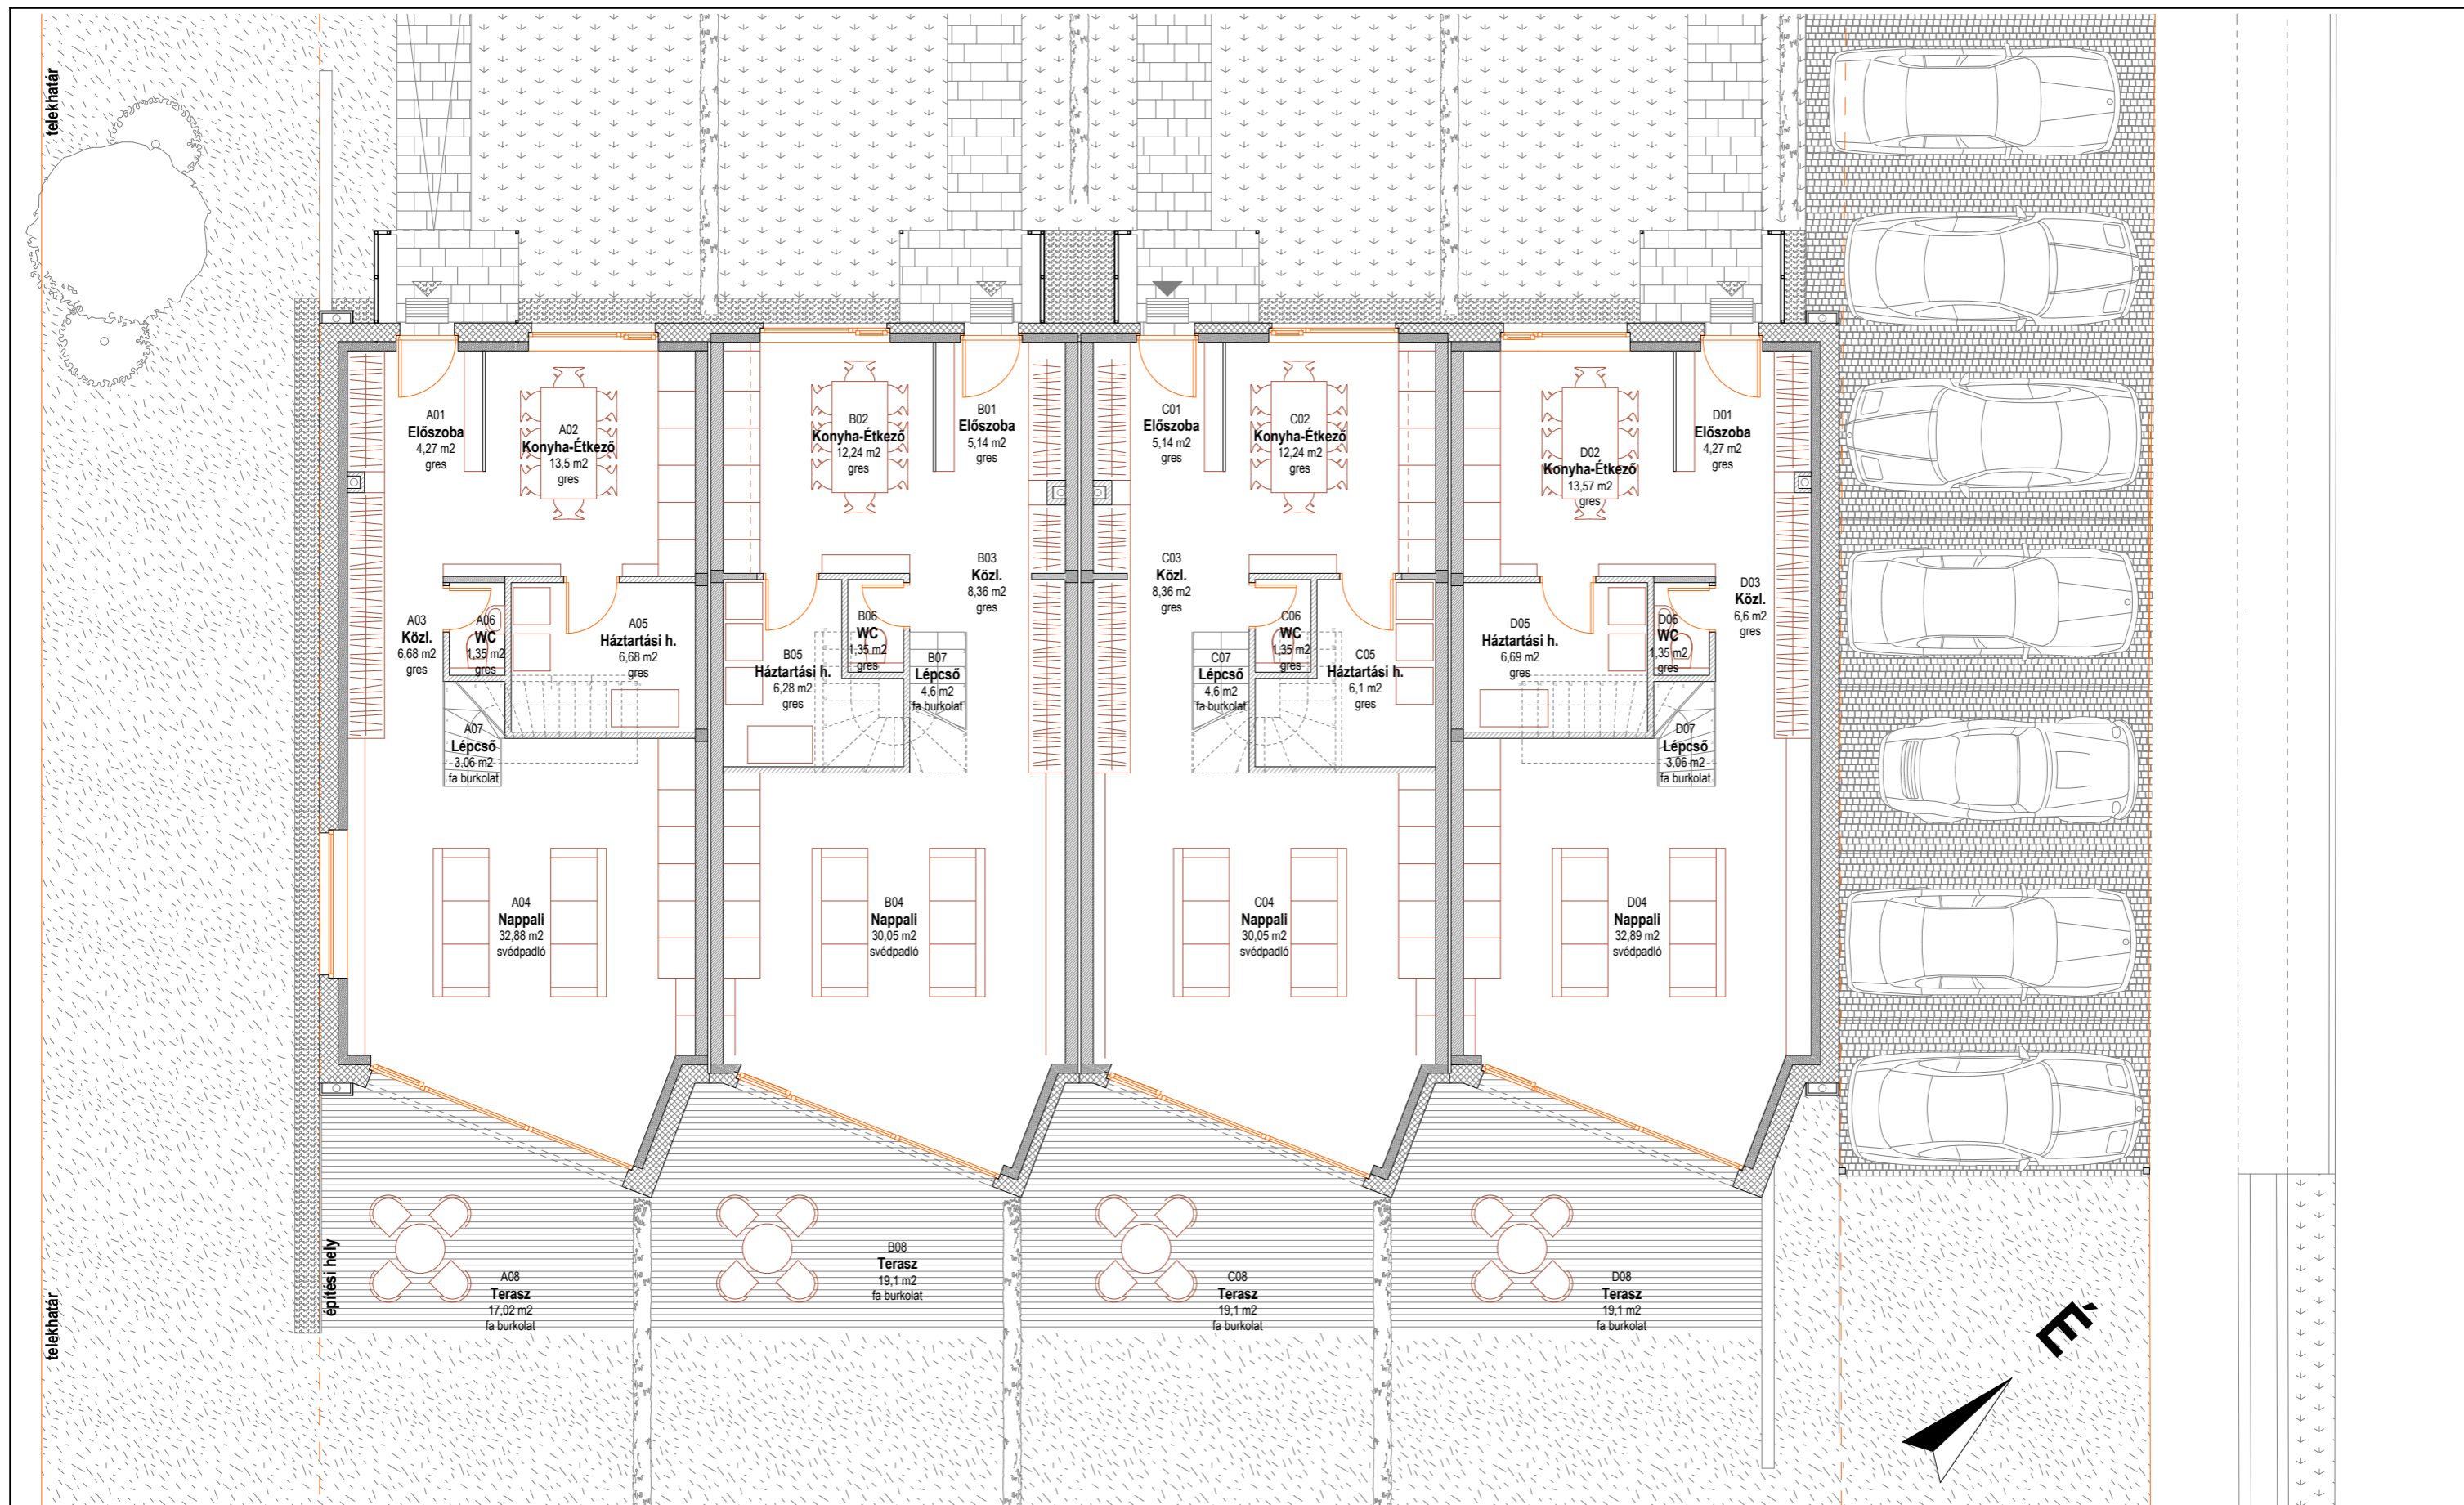 telekhatár
A01
Előszoba
4,27 m2
gres
A02
Konyha-Étkező
13,5 m2
gres
B02
Konyha-Étkező
12,24 m2
gres
B01
Előszoba
5,14 m2
gres
C01
Előszoba
5,14 m2
gres
C02
Konyha-Étkező
12,24 m2
gres
D02
Konyha-Étkező
13,57 m2
gres
D01
Előszoba
4,27 m2
gres
A03
Közl.
6,68 m2
gres
A06
WC
1,35 m2
gres
A05
Háztartási h.
6,68 m2
gres
B05
Háztartási h.
6,28 m2
gres
B06
WC
1,35 m2
gres
B03
Közl.
8,36 m2
gres
B07
Lépcső
4,6 m2
fa burkolat
C03
Közl.
8,36 m2
gres
C07
Lépcső
4,6 m2
fa burkolat
C06
WC
1,35 m2
gres
C05
Háztartási h.
6,1 m2
gres
D05
Háztartási h.
6,69 m2
gres
D06
WC
1,35 m2
gres
D03
Közl.
6,6 m2
gres
A07
Lépcső
3,06 m2
fa burkolat
D07
Lépcső
3,06 m2
fa burkolat
A04
Nappali
32,88 m2
svédpadló
B04
Nappali
30,05 m2
svédpadló
C04
Nappali
30,05 m2
svédpadló
D04
Nappali
32,89 m2
svédpadló
telekhatár
építési hely
A08
Terasz
17,02 m2
fa burkolat
B08
Terasz
19,1 m2
fa burkolat
C08
Terasz
19,1 m2
fa burkolat
D08
Terasz
19,1 m2
fa burkolat
É